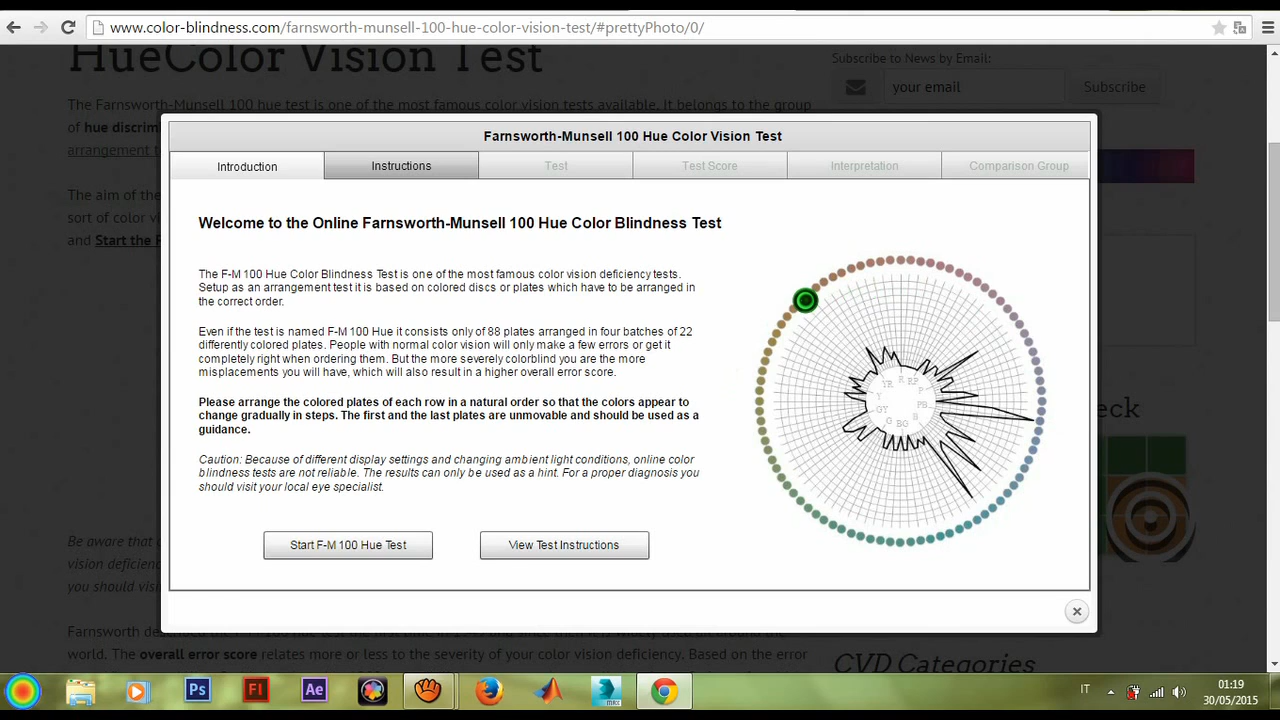 www.color-blindness.com/farnsworth-munsell-100-hue-color-vision-test/#prettyPhoto/0/
HueColor Vision Test
Subscribe to News by Email:
your email
Subscribe
The Farnsworth-Munsell 100 hue test is one of the most famous color vision tests available. It belongs to the group
of hue discrim
arrangement t
The aim of the
sort of color vi
and Start the F
Farnsworth-Munsell 100 Hue Color Vision Test
Introduction
Instructions
Test
Test Score
Interpretation
Comparison Group
Welcome to the Online Farnsworth-Munsell 100 Hue Color Blindness Test
The F-M 100 Hue Color Blindness Test is one of the most famous color vision deficiency tests.
Setup as an arrangement test it is based on colored discs or plates which have to be arranged in
the correct order.
Even if the test is named F-M 100 Hue it consists only of 88 plates arranged in four batches of 22
differently colored plates. People with normal color vision will only make a few errors or get it
completely right when ordering them. But the more severely colorblind you are the more
misplacements you will have, which will also result in a higher overall error score.
Please arrange the colored plates of each row in a natural order so that the colors appear to
change gradually in steps. The first and the last plates are unmovable and should be used as a
guidance.
Caution: Because of different display settings and changing ambient light conditions, online color
blindness tests are not reliable. The results can only be used as a hint. For a proper diagnosis you
should visit your local eye specialist.
R
RP
YR
Y
PB
GY
B
G
BG
Start F-M 100 Hue Test
View Test Instructions
eck
Be aware that
vision deficienc
you should visi
Farnsworth
world. The overall error score relates more or less to the severity of your color vision deficiency. Based on the error
CVD Categories
Ps
Fl
Ae
MAX
IT
01:19
30/05/2015